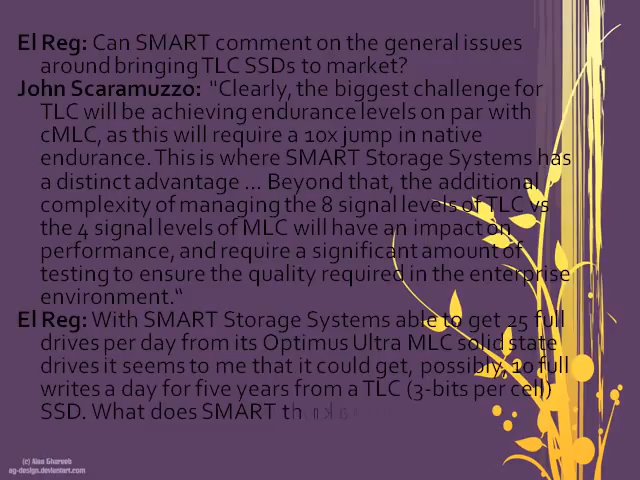 El Reg: Can SMART comment on the general issues
around bringing TLC SSDs to market?
John Scaramuzzo: "Clearly, the biggest challenge for
TLC will be achieving endurance levels on par with
cMLC, as this will require a 10x jump in native
endurance. This is where SMART Storage Systems has
a distinct advantage ... Beyond that, the additional
complexity of managing the 8 signal levels of TLC vs
the 4 signal levels of MLC will have an impact on
performance, and require a significant amount of
testing to ensure the quality required in the enterprise
environment."
El Reg: With SMART Storage Systems able to get 25 full
drives per day from its Optimus Ultra MLC solid state
drives it seems to me that it could get, possibly, 10 full
writes a day for five years from a TLC (3-bits per cell)
SSD. What does SMART
(c) Alan Ghareeb
ag-design.deviantart.com